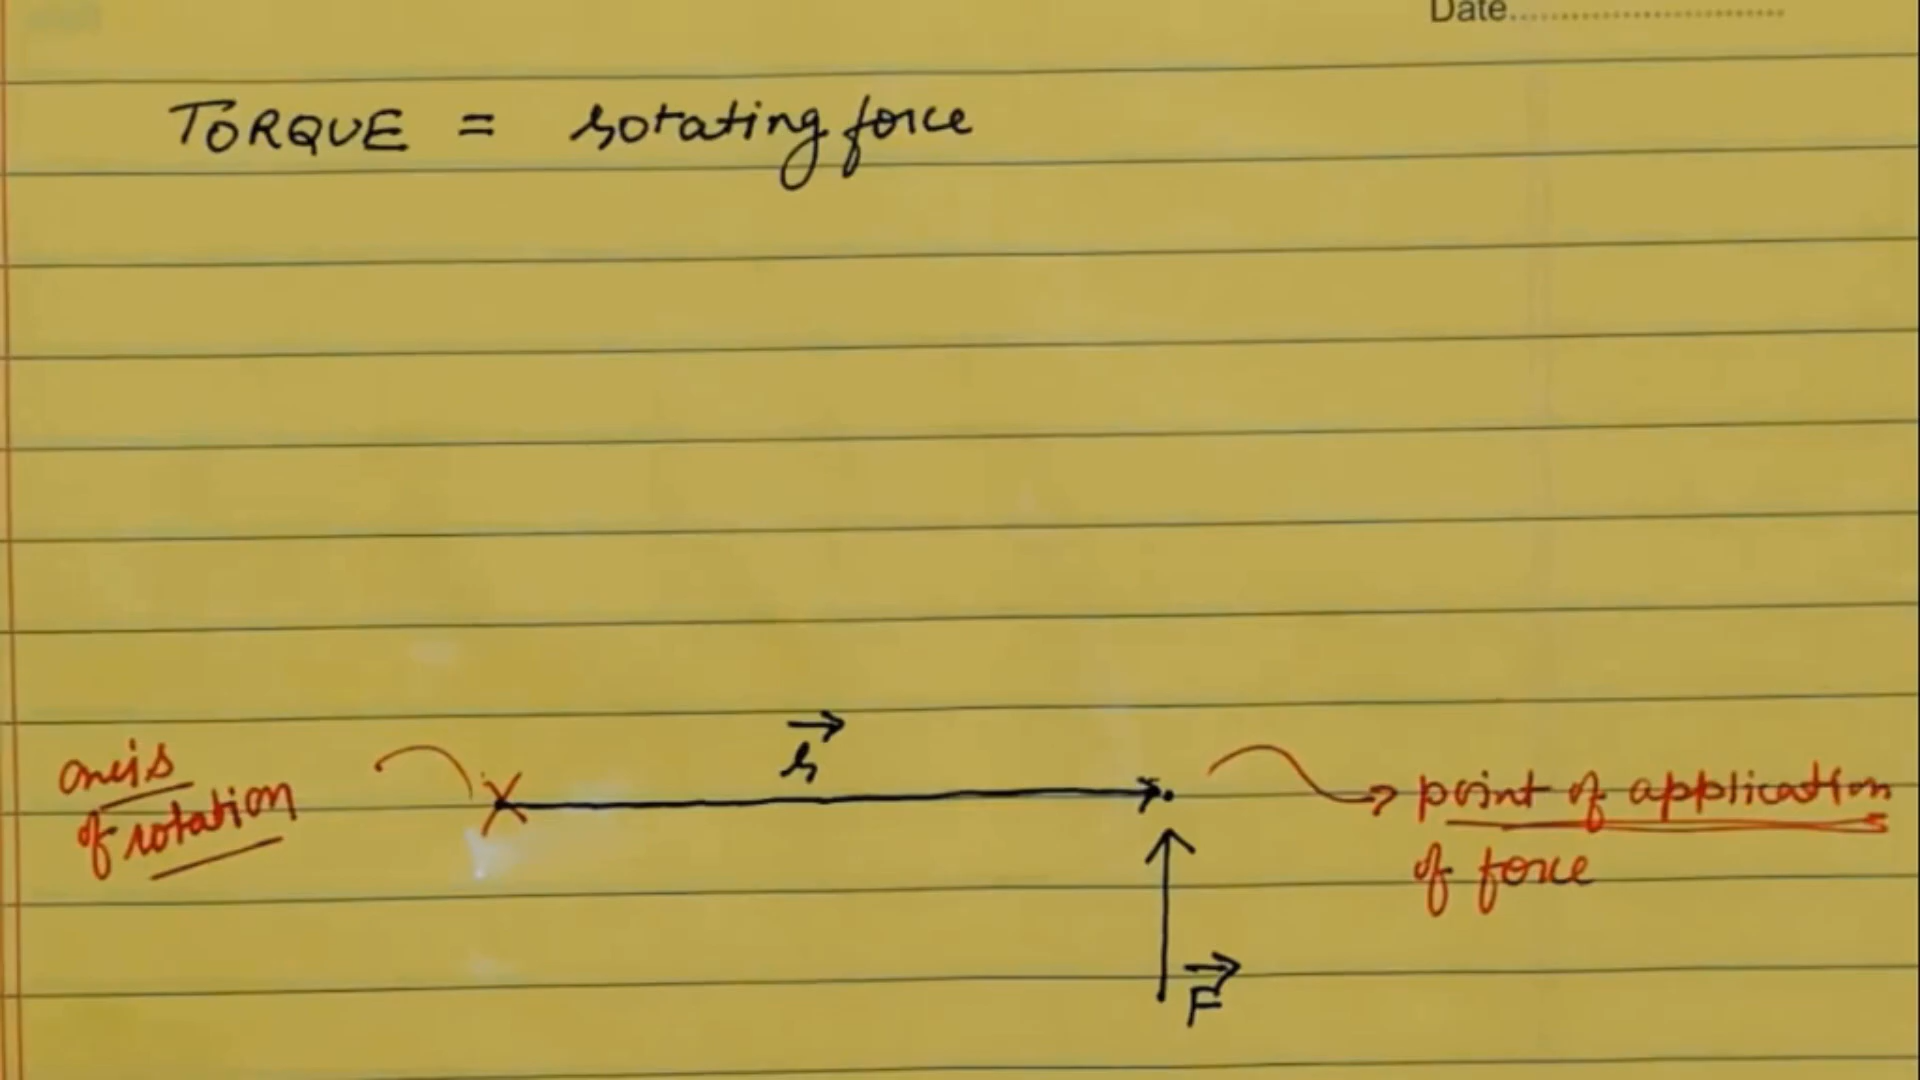 Date..............................
TORQUE = rotating force
axis
of rotation
r
point of application
of force
F